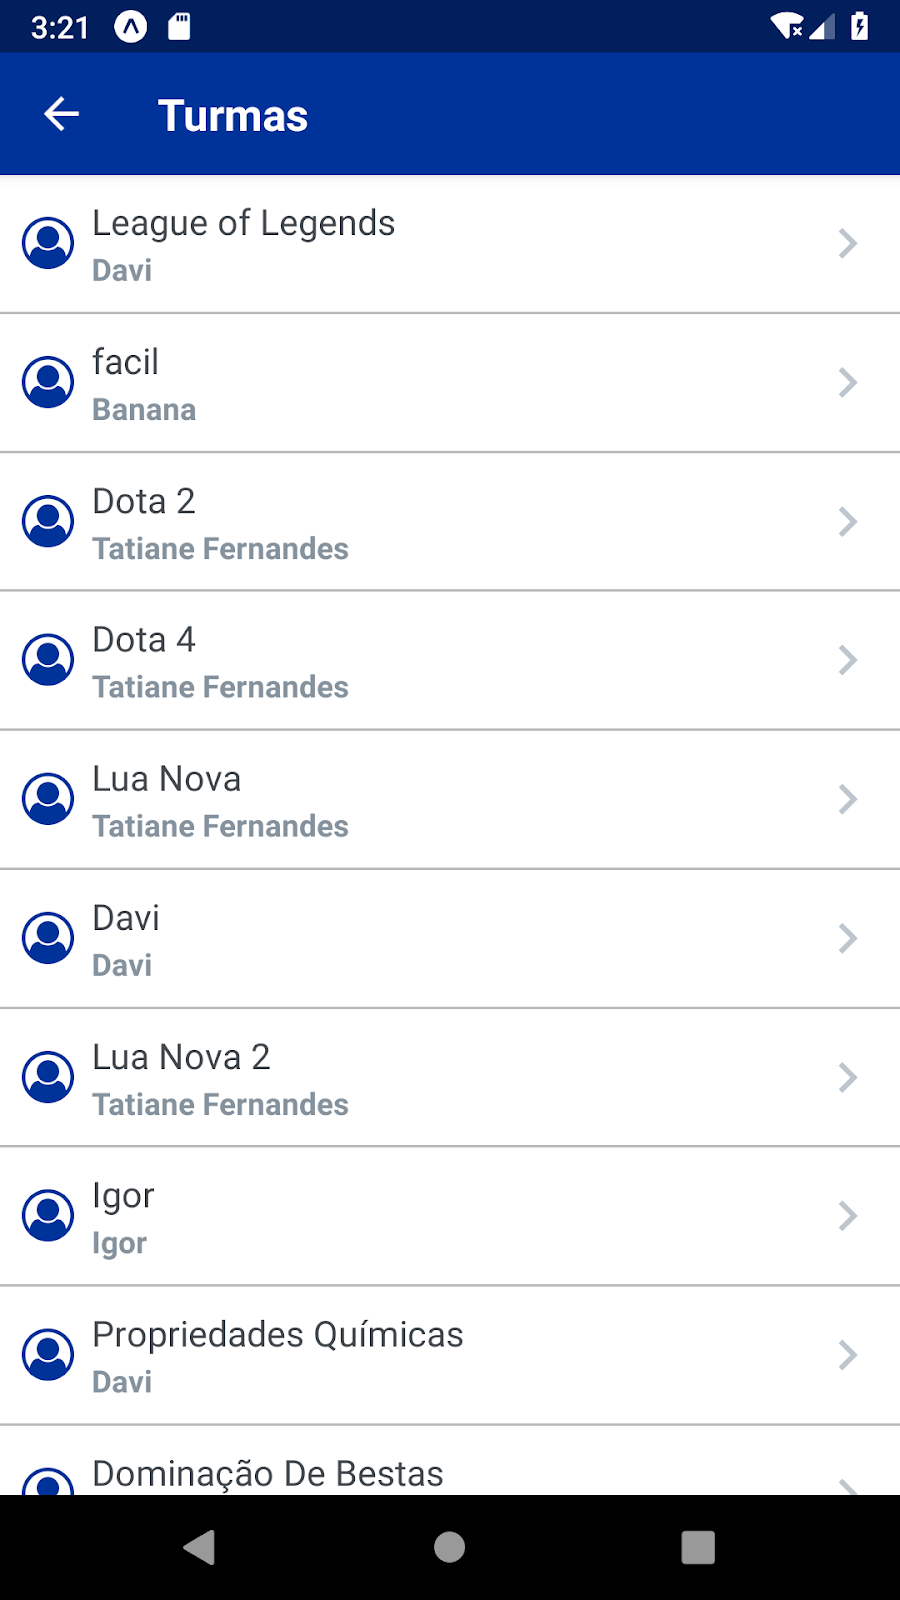 3:21
Turmas
League of Legends
Davi
facil
Banana
Dota 2
Tatiane Fernandes
Dota 4
Tatiane Fernandes
Lua Nova
Tatiane Fernandes
Davi
Davi
Lua Nova 2
Tatiane Fernandes
Igor
Igor
Propriedades Químicas
Davi
Dominação De Bestas